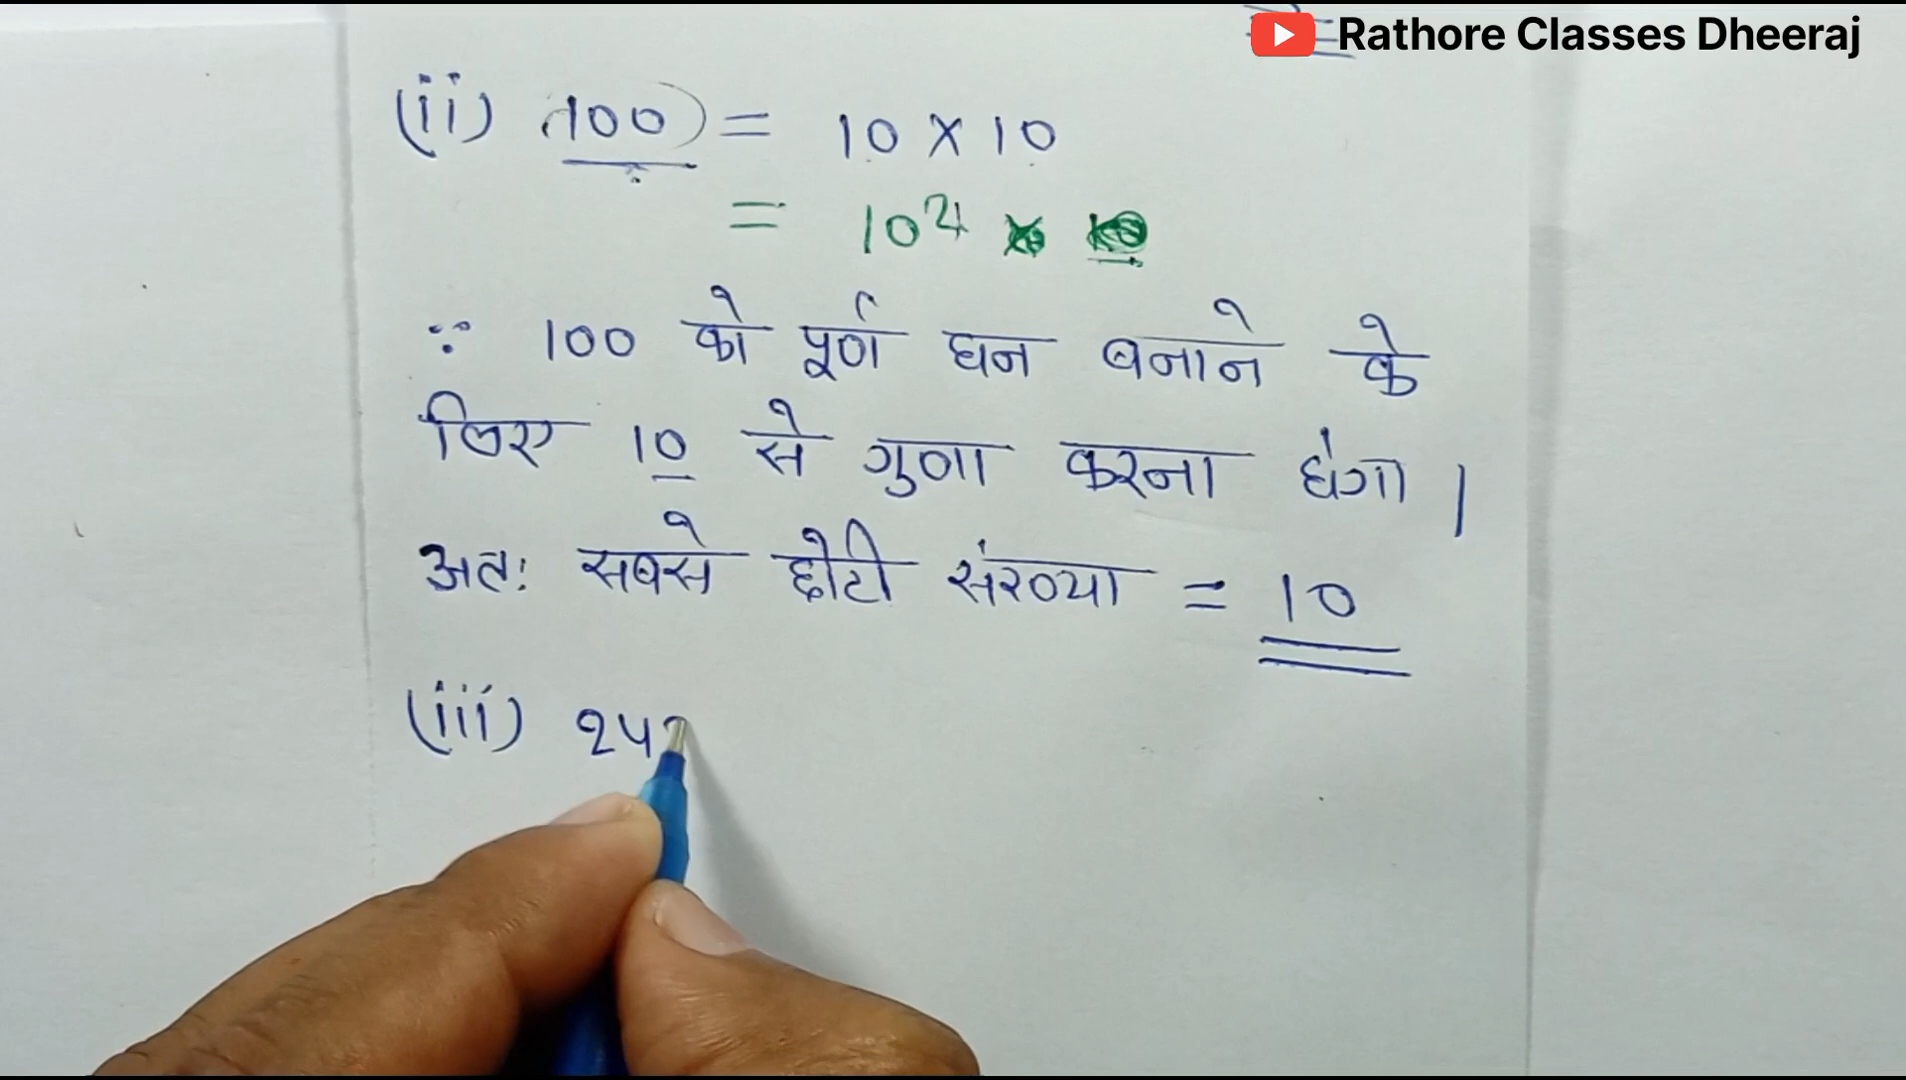 Rathore Classes Dheeraj
(ii) 100 = 10 × 10
= 10²
∵ 100 को पूर्ण घन बनाने के
लिए 10 से गुणा करना होगा।
अतः सबसे छोटी संख्या = 10
(iii) 24